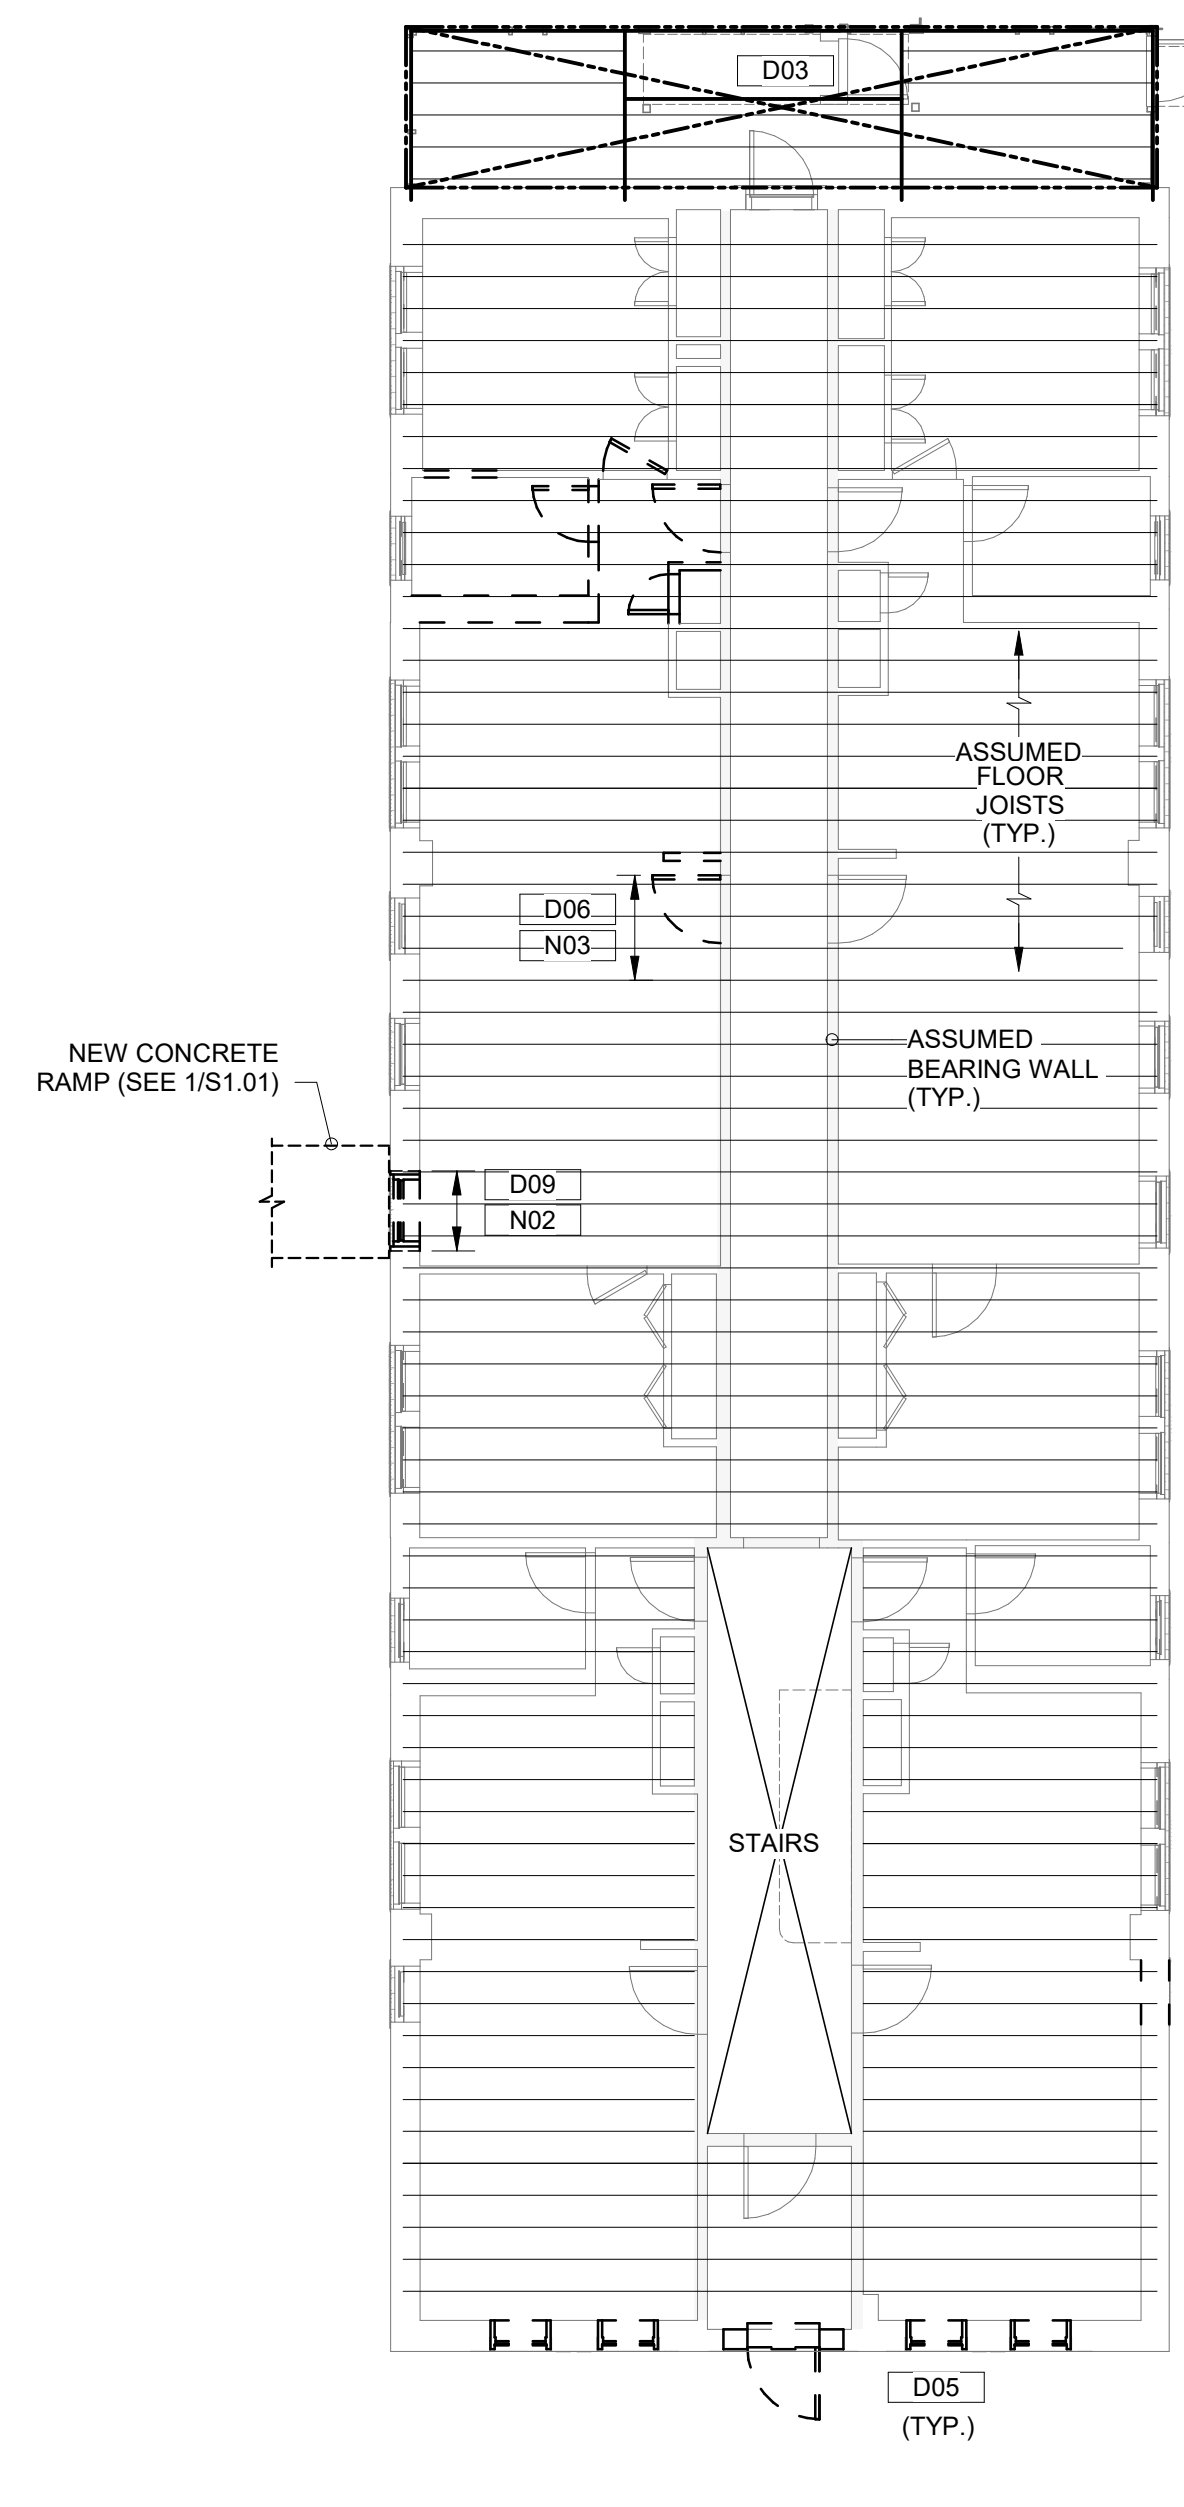 D03
ASSUMED
FLOOR
JOISTS
(TYP.)
D06
N03
NEW CONCRETE
RAMP (SEE 1/S1.01)
ASSUMED
BEARING WALL
(TYP.)
D09
N02
STAIRS
D05
(TYP.)